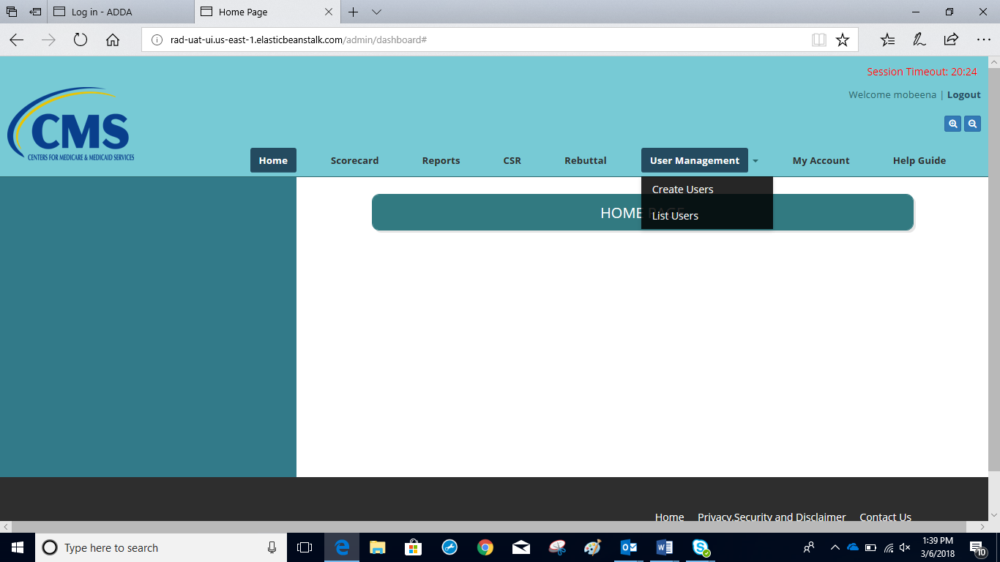 Log in - ADDA
Home Page
rad-uat-ui.us-east-1.elasticbeanstalk.com/admin/dashboard#
Session Timeout: 20:24
Welcome mobeena | Logout
CMS
CENTERS FOR MEDICARE & MEDICAID SERVICES
Home Scorecard Reports CSR Rebuttal User Management My Account Help Guide
Create Users
HOME PAGE
List Users
Home Privacy,Security and Disclaimer Contact Us
Type here to search
1:39 PM
3/6/2018
10